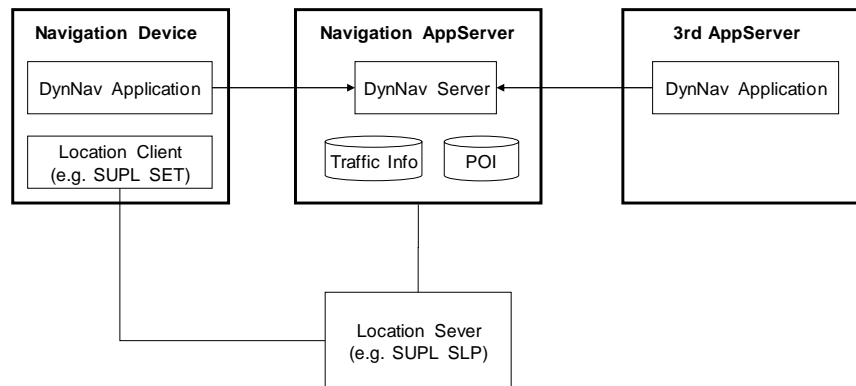 Navigation Device
Navigation AppServer
3rd AppServer
DynNav Application
DynNav Server
DynNav Application
Location Client
(e.g. SUPL SET)
Traffic Info
POI
Location Sever
(e.g. SUPL SLP)